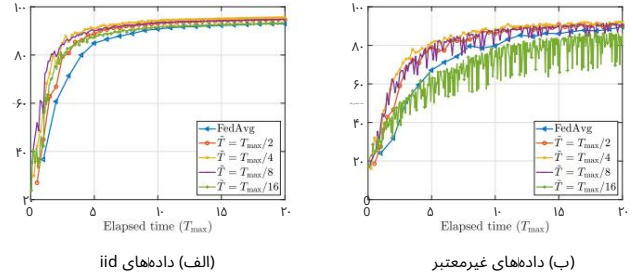 ۱۰۰
۸۰
۶۰
۴۰
۲۰
FedAvg
T̃ = Tmax/2
T̃ = Tmax/4
T̃ = Tmax/8
T̃ = Tmax/16
۰ ۵ ۱۰ ۱۵ ۲۰
Elapsed time (Tmax)
(الف) داده‌های iid
۱۰۰
۸۰
۴۰
۲۰
FedAvg
T̃ = Tmax/2
T̃ = Tmax/4
T̃ = Tmax/8
T̃ = Tmax/16
۰ ۵ ۱۰ ۱۵ ۲۰
Elapsed time (Tmax)
(ب) داده‌های غیرمعتبر